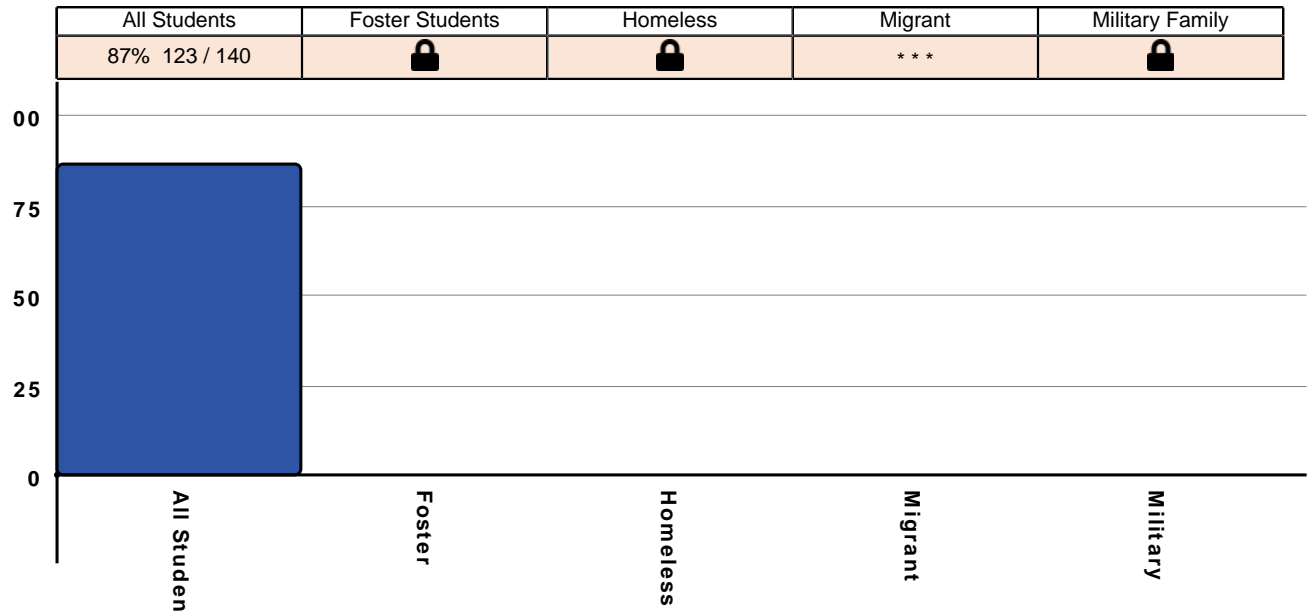 All Students Foster Students Homeless Migrant Military Family
87% 123 / 140 * * *
00
75
50
25
0
All Studen
Foster
Homeless
Migrant
Military